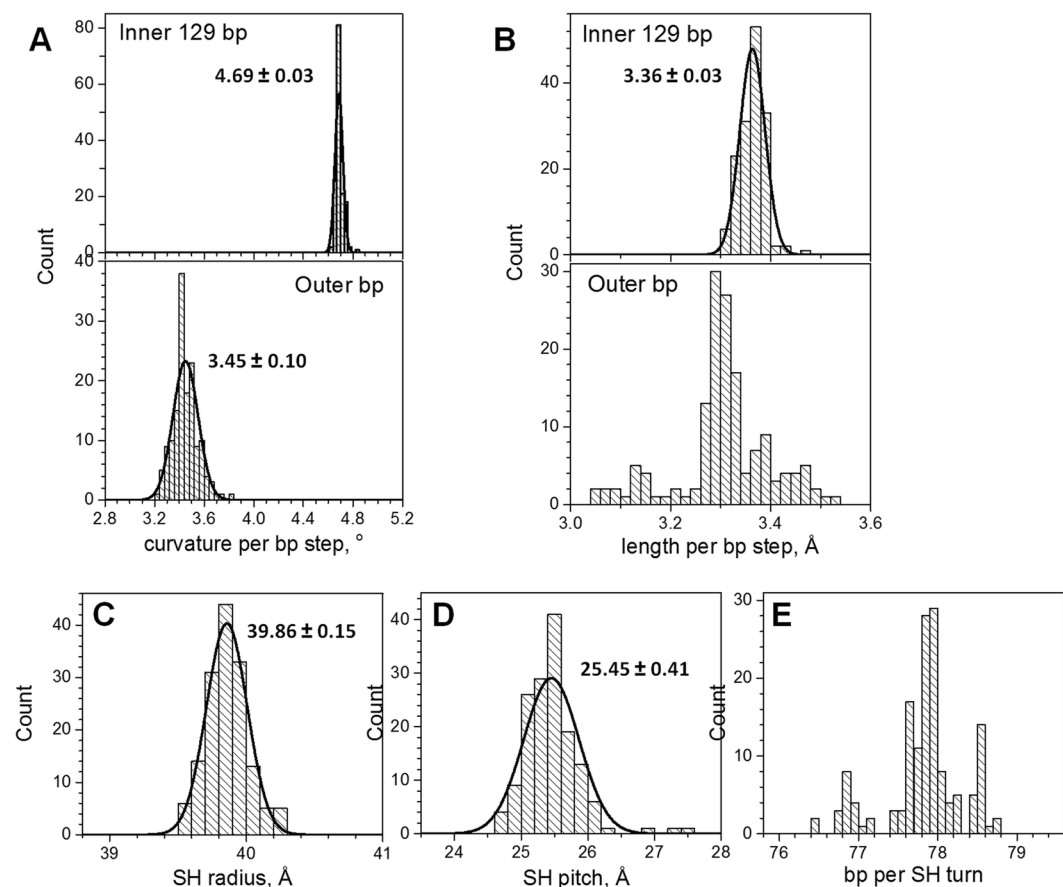 A
Inner 129 bp
4.69 ± 0.03
80
60
40
20
0
Count
40
30
20
10
0
Outer bp
3.45 ± 0.10
2.8 3.2 3.6 4.0 4.4 4.8 5.2
curvature per bp step, °
B
Inner 129 bp
3.36 ± 0.03
40
20
0
Count
30
20
10
0
Outer bp
3.0 3.2 3.4 3.6
length per bp step, Å
C
39.86 ± 0.15
Count
40
30
20
10
0
39 40 41
SH radius, Å
D
25.45 ± 0.41
Count
40
30
20
10
0
24 25 26 27 28
SH pitch, Å
E
Count
30
20
10
0
76 77 78 79
bp per SH turn